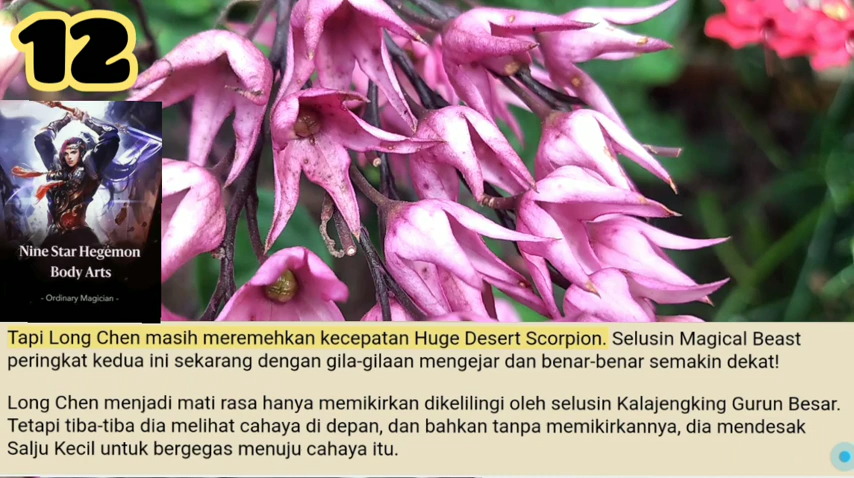 12
Nine Star Hegemon
Body Arts
- Ordinary Magician -
Tapi Long Chen masih meremehkan kecepatan Huge Desert Scorpion. Selusin Magical Beast
peringkat kedua ini sekarang dengan gila-gilaan mengejar dan benar-benar semakin dekat!
Long Chen menjadi mati rasa hanya memikirkan dikelilingi oleh selusin Kalajengking Gurun Besar.
Tetapi tiba-tiba dia melihat cahaya di depan, dan bahkan tanpa memikirkannya, dia mendesak
Salju Kecil untuk bergegas menuju cahaya itu.